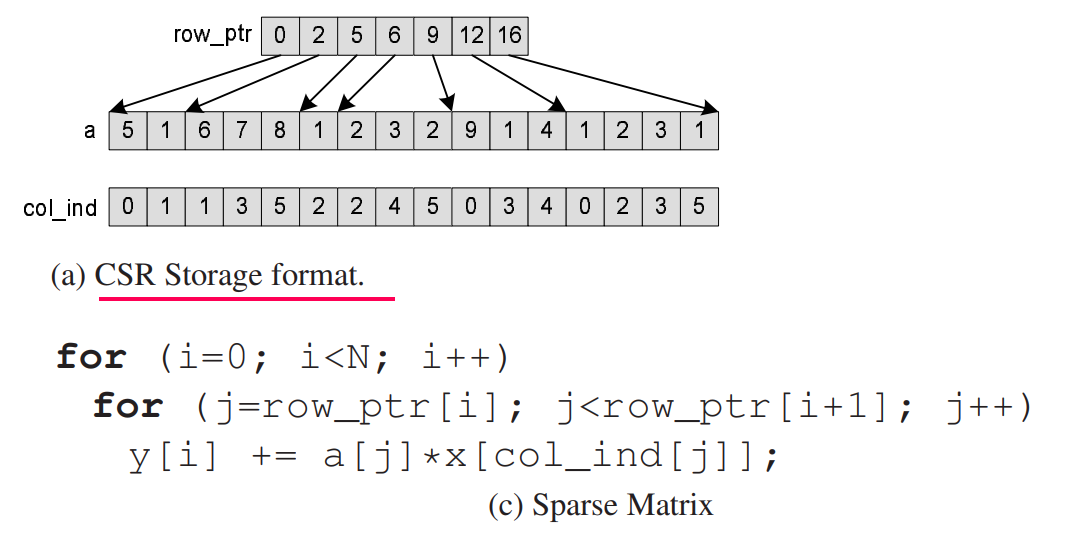 row_ptr 0 2 5 6 9 12 16
a 5 1 6 7 8 1 2 3 2 9 1 4 1 2 3 1
col_ind 0 1 1 3 5 2 2 4 5 0 3 4 0 2 3 5
(a) CSR Storage format.
for (i=0; i<N; i++)
for (j=row_ptr[i]; j<row_ptr[i+1]; j++)
y[i] += a[j]*x[col_ind[j]];
(c) Sparse Matrix